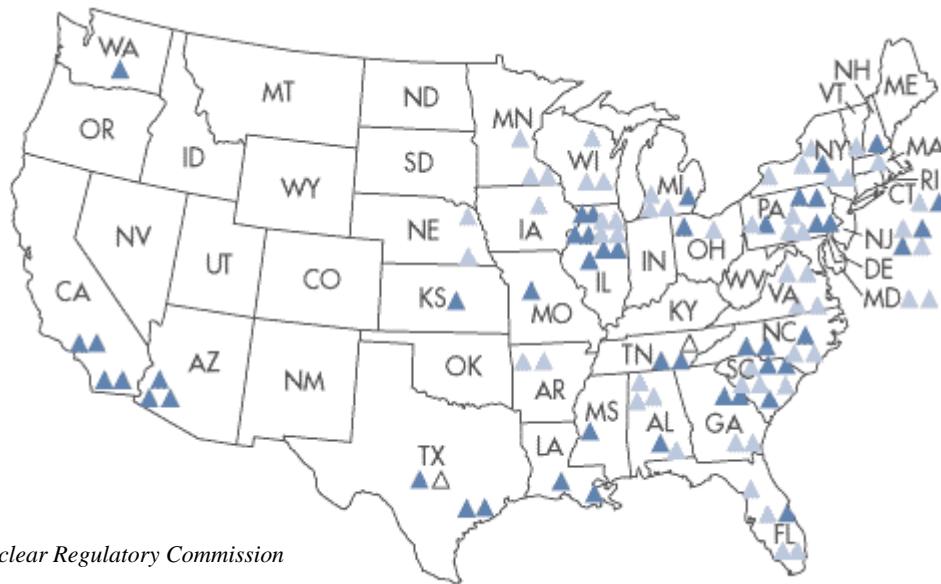 WA
MT
ND
MN
NH
VT
ME
OR
ID
SD
WI
MI
NY
MA
WY
CT RI
NV
NE
IA
PA
UT
CO
IL
IN
OH
NJ
CA
KS
MO
WV
VA
DE
KY
MD
AZ
NM
OK
TN
NC
AR
SC
MS
AL
GA
TX
LA
FL
clear Regulatory Commission